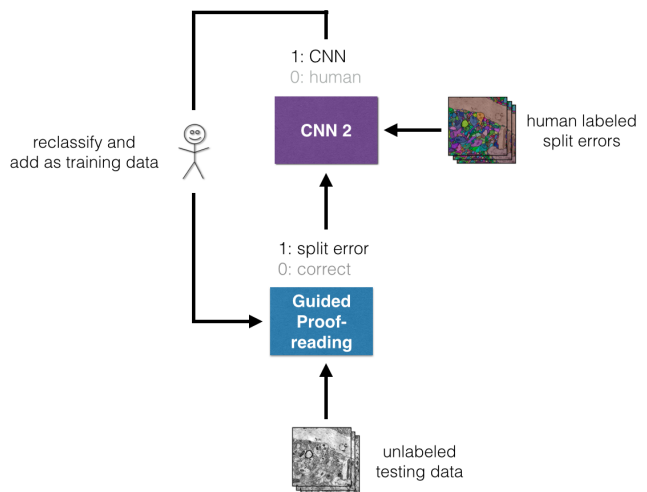 1: CNN
0: human
CNN 2
human labeled
split errors
reclassify and
add as training data
1: split error
0: correct
Guided
Proof-
reading
unlabeled
testing data